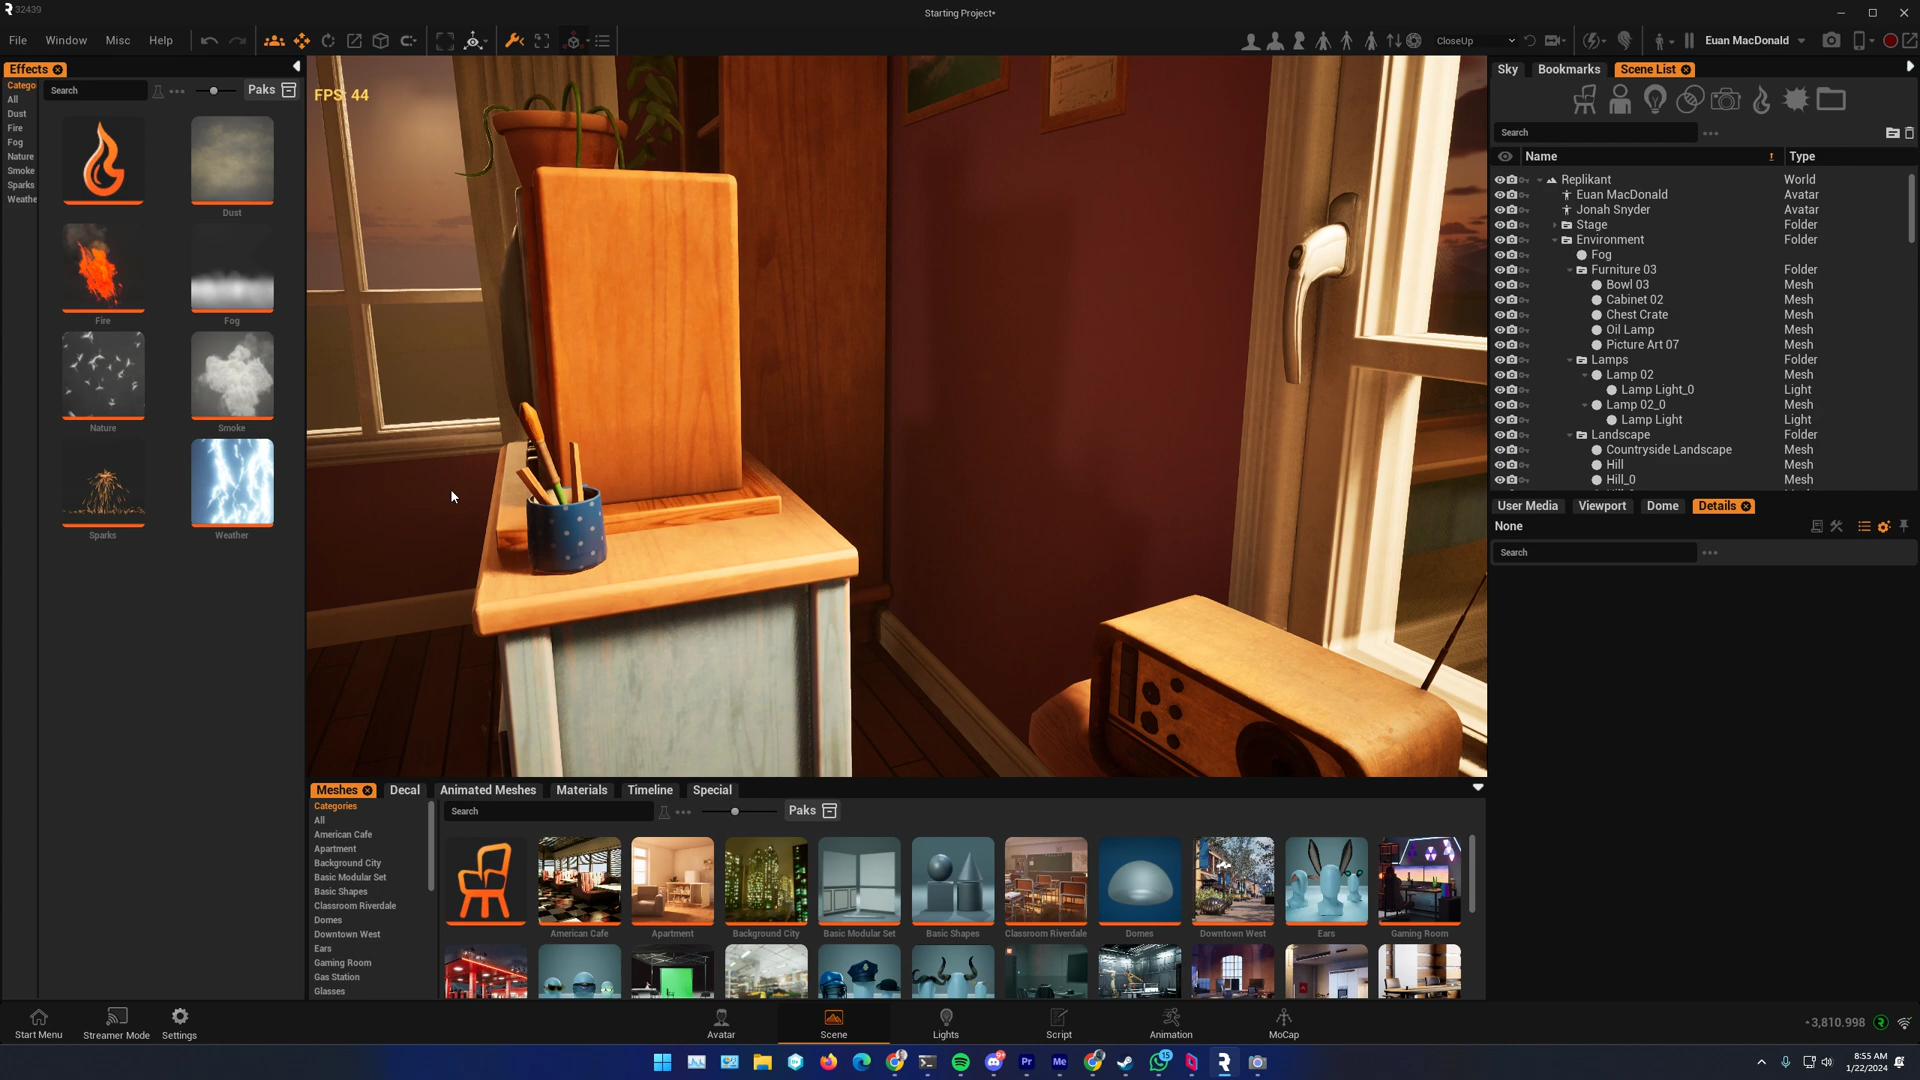 32439
Starting Project*
File Window Misc Help
CloseUp
Euan MacDonald
Effects
Categories
All
Dust
Fire
Fog
Nature
Smoke
Sparks
Weather
Search
Paks
Dust
Fire
Fog
Nature
Smoke
Sparks
Weather
FPS: 44
Sky Bookmarks Scene List
Search
Name Type
Replikant World
Euan MacDonald Avatar
Jonah Snyder Avatar
Stage Folder
Environment Folder
Fog
Furniture 03 Folder
Bowl 03 Mesh
Cabinet 02 Mesh
Chest Crate Mesh
Oil Lamp Mesh
Picture Art 07 Mesh
Lamps Folder
Lamp 02 Mesh
Lamp Light_0 Light
Lamp 02_0 Mesh
Lamp Light Light
Landscape Folder
Countryside Landscape Mesh
Hill Mesh
Hill_0 Mesh
User Media Viewport Dome Details
None
Search
Meshes Decal Animated Meshes Materials Timeline Special
Categories
All
American Cafe
Apartment
Background City
Basic Modular Set
Basic Shapes
Classroom Riverdale
Domes
Downtown West
Ears
Gaming Room
Gas Station
Glasses
Search
Paks
American Cafe
Apartment
Background City
Basic Modular Set
Basic Shapes
Classroom Riverdale
Domes
Downtown West
Ears
Gaming Room
Start Menu Streamer Mode Settings
Avatar Scene Lights Script Animation MoCap
3,810.998
8:55 AM
1/22/2024